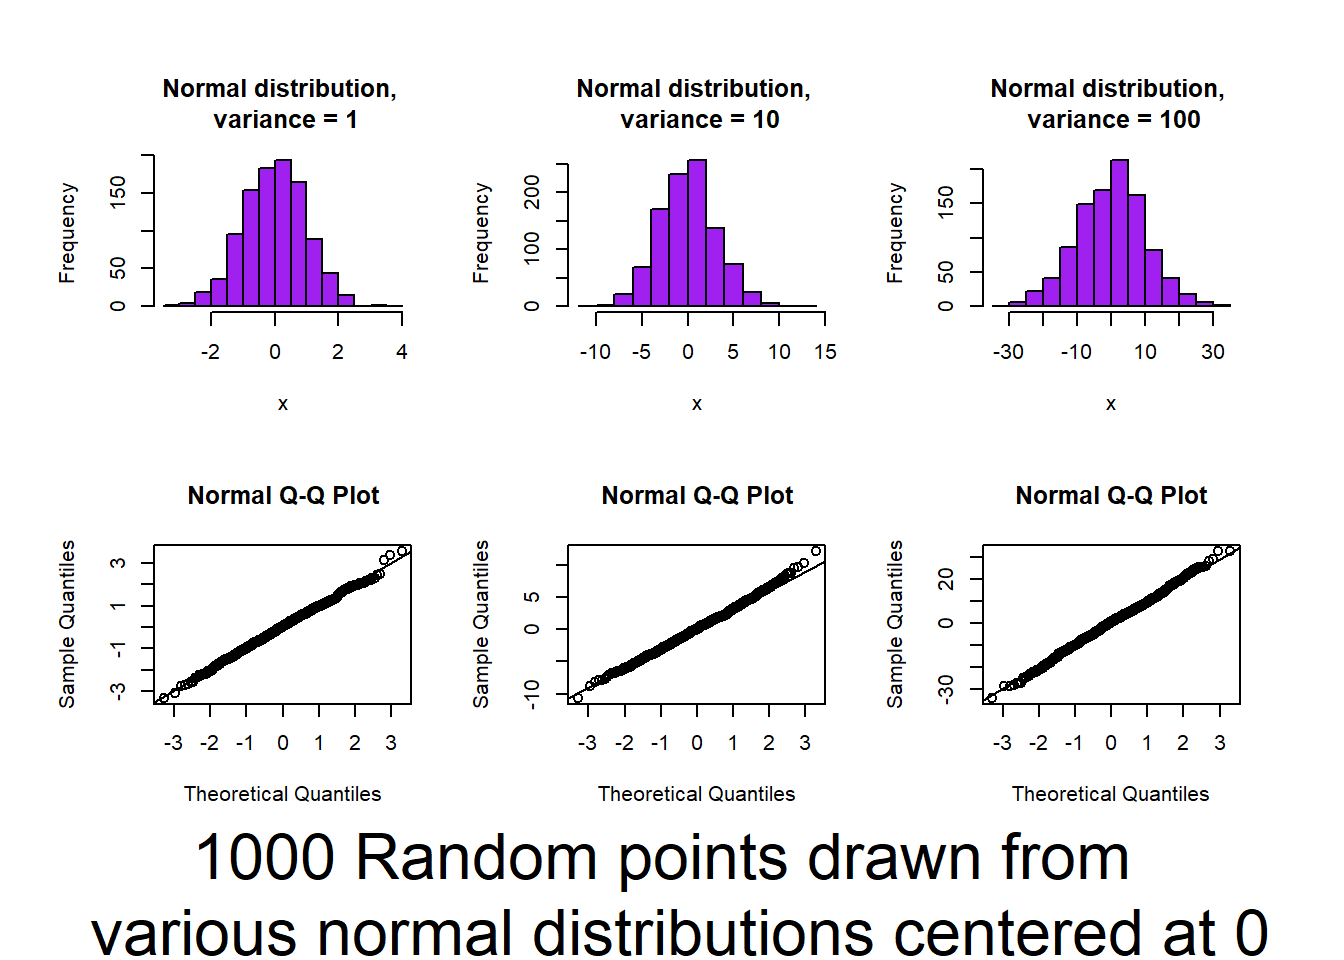 Normal distribution,
variance = 1
Frequency
0
50
150
-2 0 2 4
x
Normal distribution,
variance = 10
Frequency
0
100
200
-10 -5 0 5 10 15
x
Normal distribution,
variance = 100
Frequency
0
50
150
-30 -10 10 30
x
Normal Q-Q Plot
Sample Quantiles
-3
-1
1
3
-3 -2 -1 0 1 2 3
Theoretical Quantiles
Normal Q-Q Plot
Sample Quantiles
-10
0
5
-3 -2 -1 0 1 2 3
Theoretical Quantiles
Normal Q-Q Plot
Sample Quantiles
-30
0
20
-3 -2 -1 0 1 2 3
Theoretical Quantiles
1000 Random points drawn from
various normal distributions centered at 0